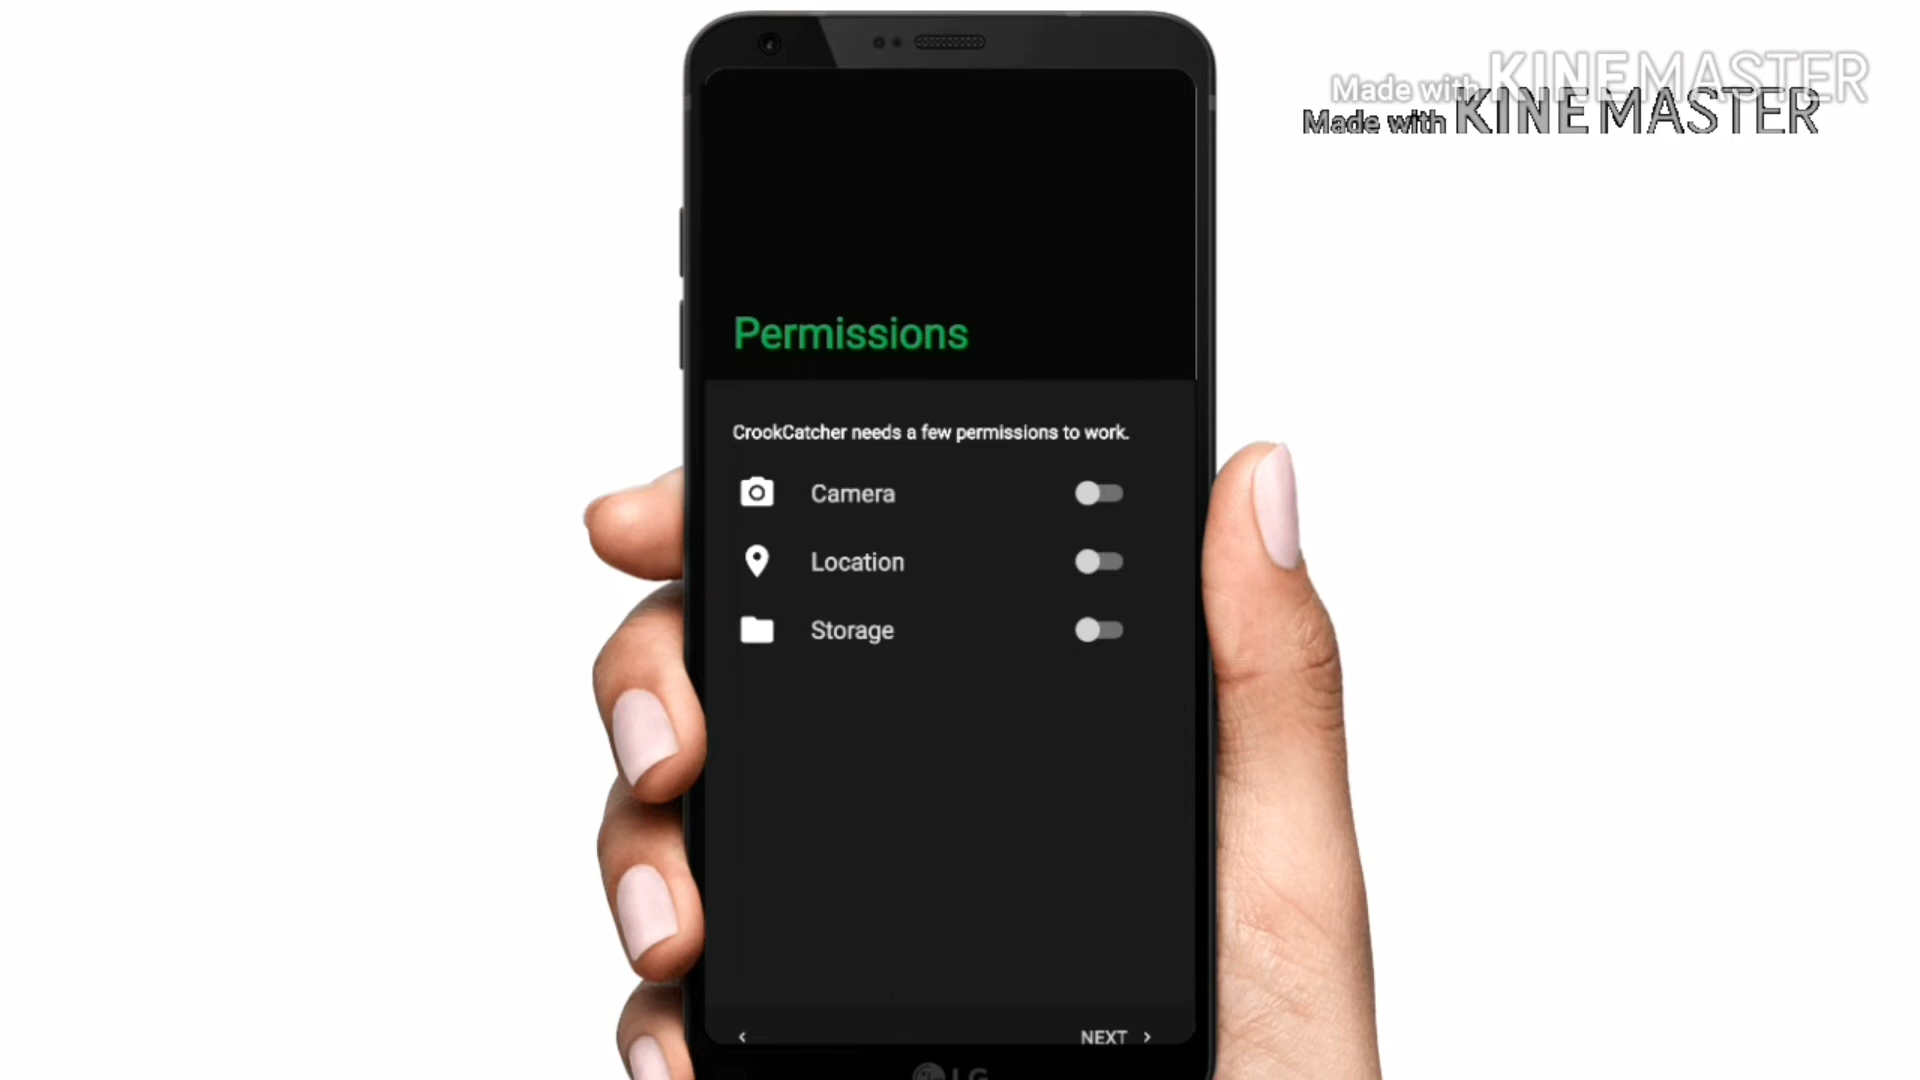 Made with KINEMASTER
Made with KINEMASTER
Permissions
CrookCatcher needs a few permissions to work.
Camera
Location
Storage
NEXT
LG